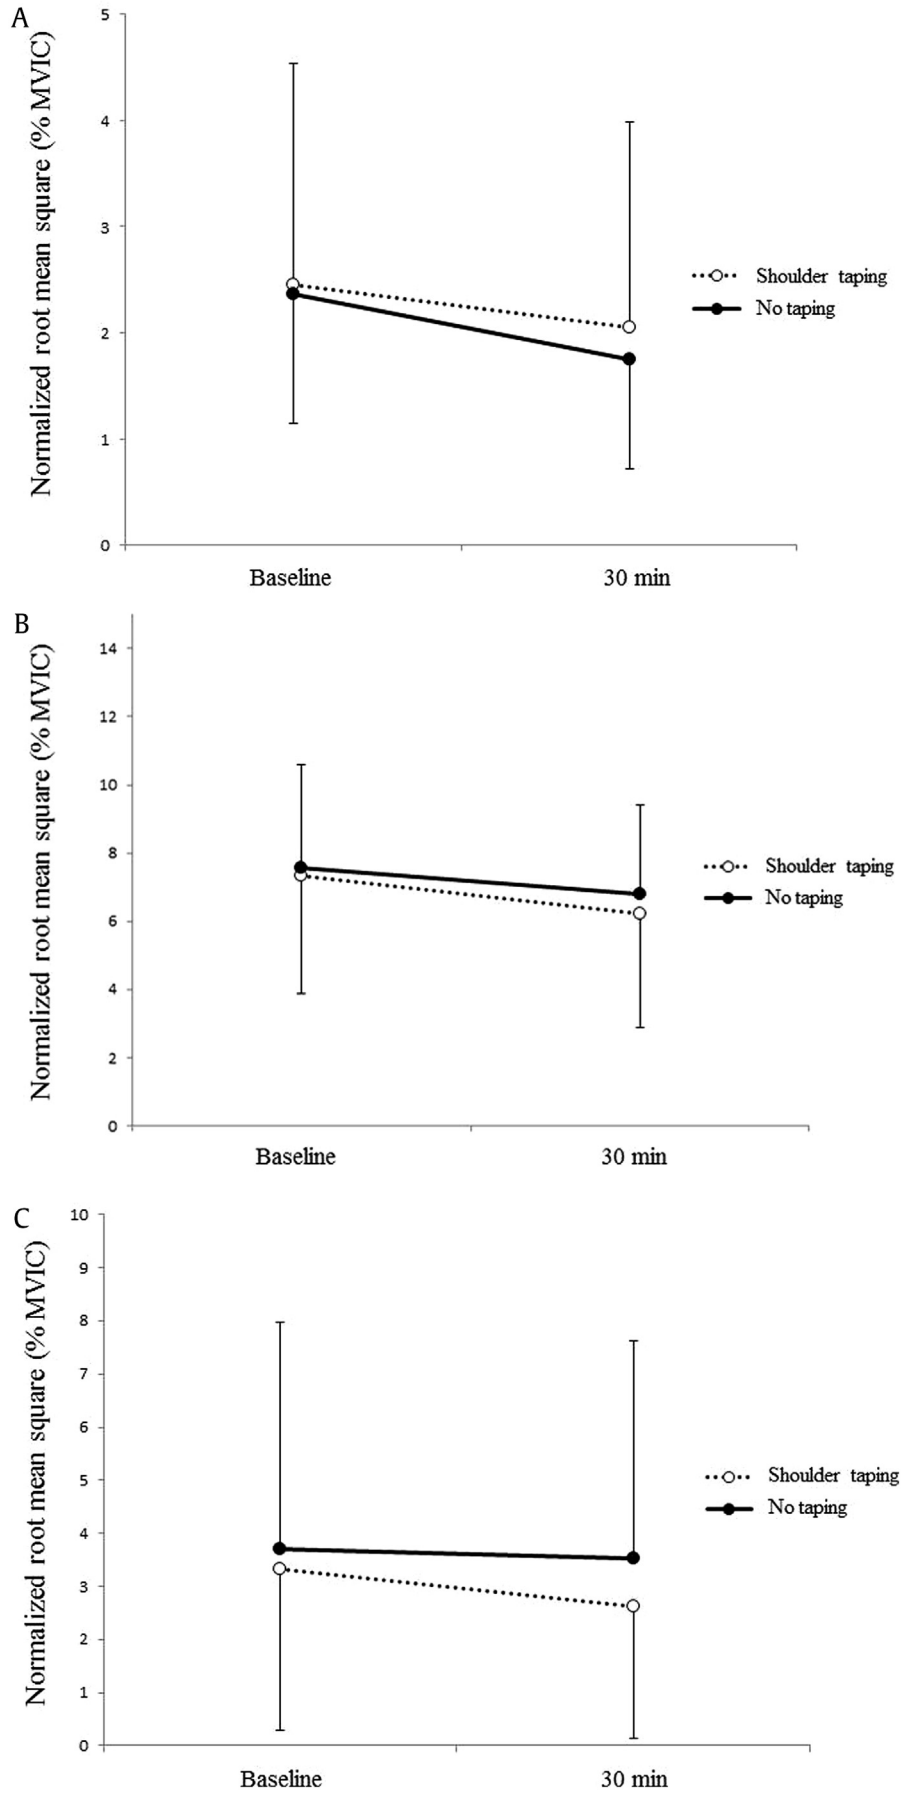 A
Normalized root mean square (% MVIC)
5
4
3
2
1
0
Shoulder taping
No taping
Baseline 30 min
B
Normalized root mean square (% MVIC)
14
12
10
8
6
4
2
0
Shoulder taping
No taping
Baseline 30 min
C
Normalized root mean square (% MVIC)
10
9
8
7
6
5
4
3
2
1
0
Shoulder taping
No taping
Baseline 30 min